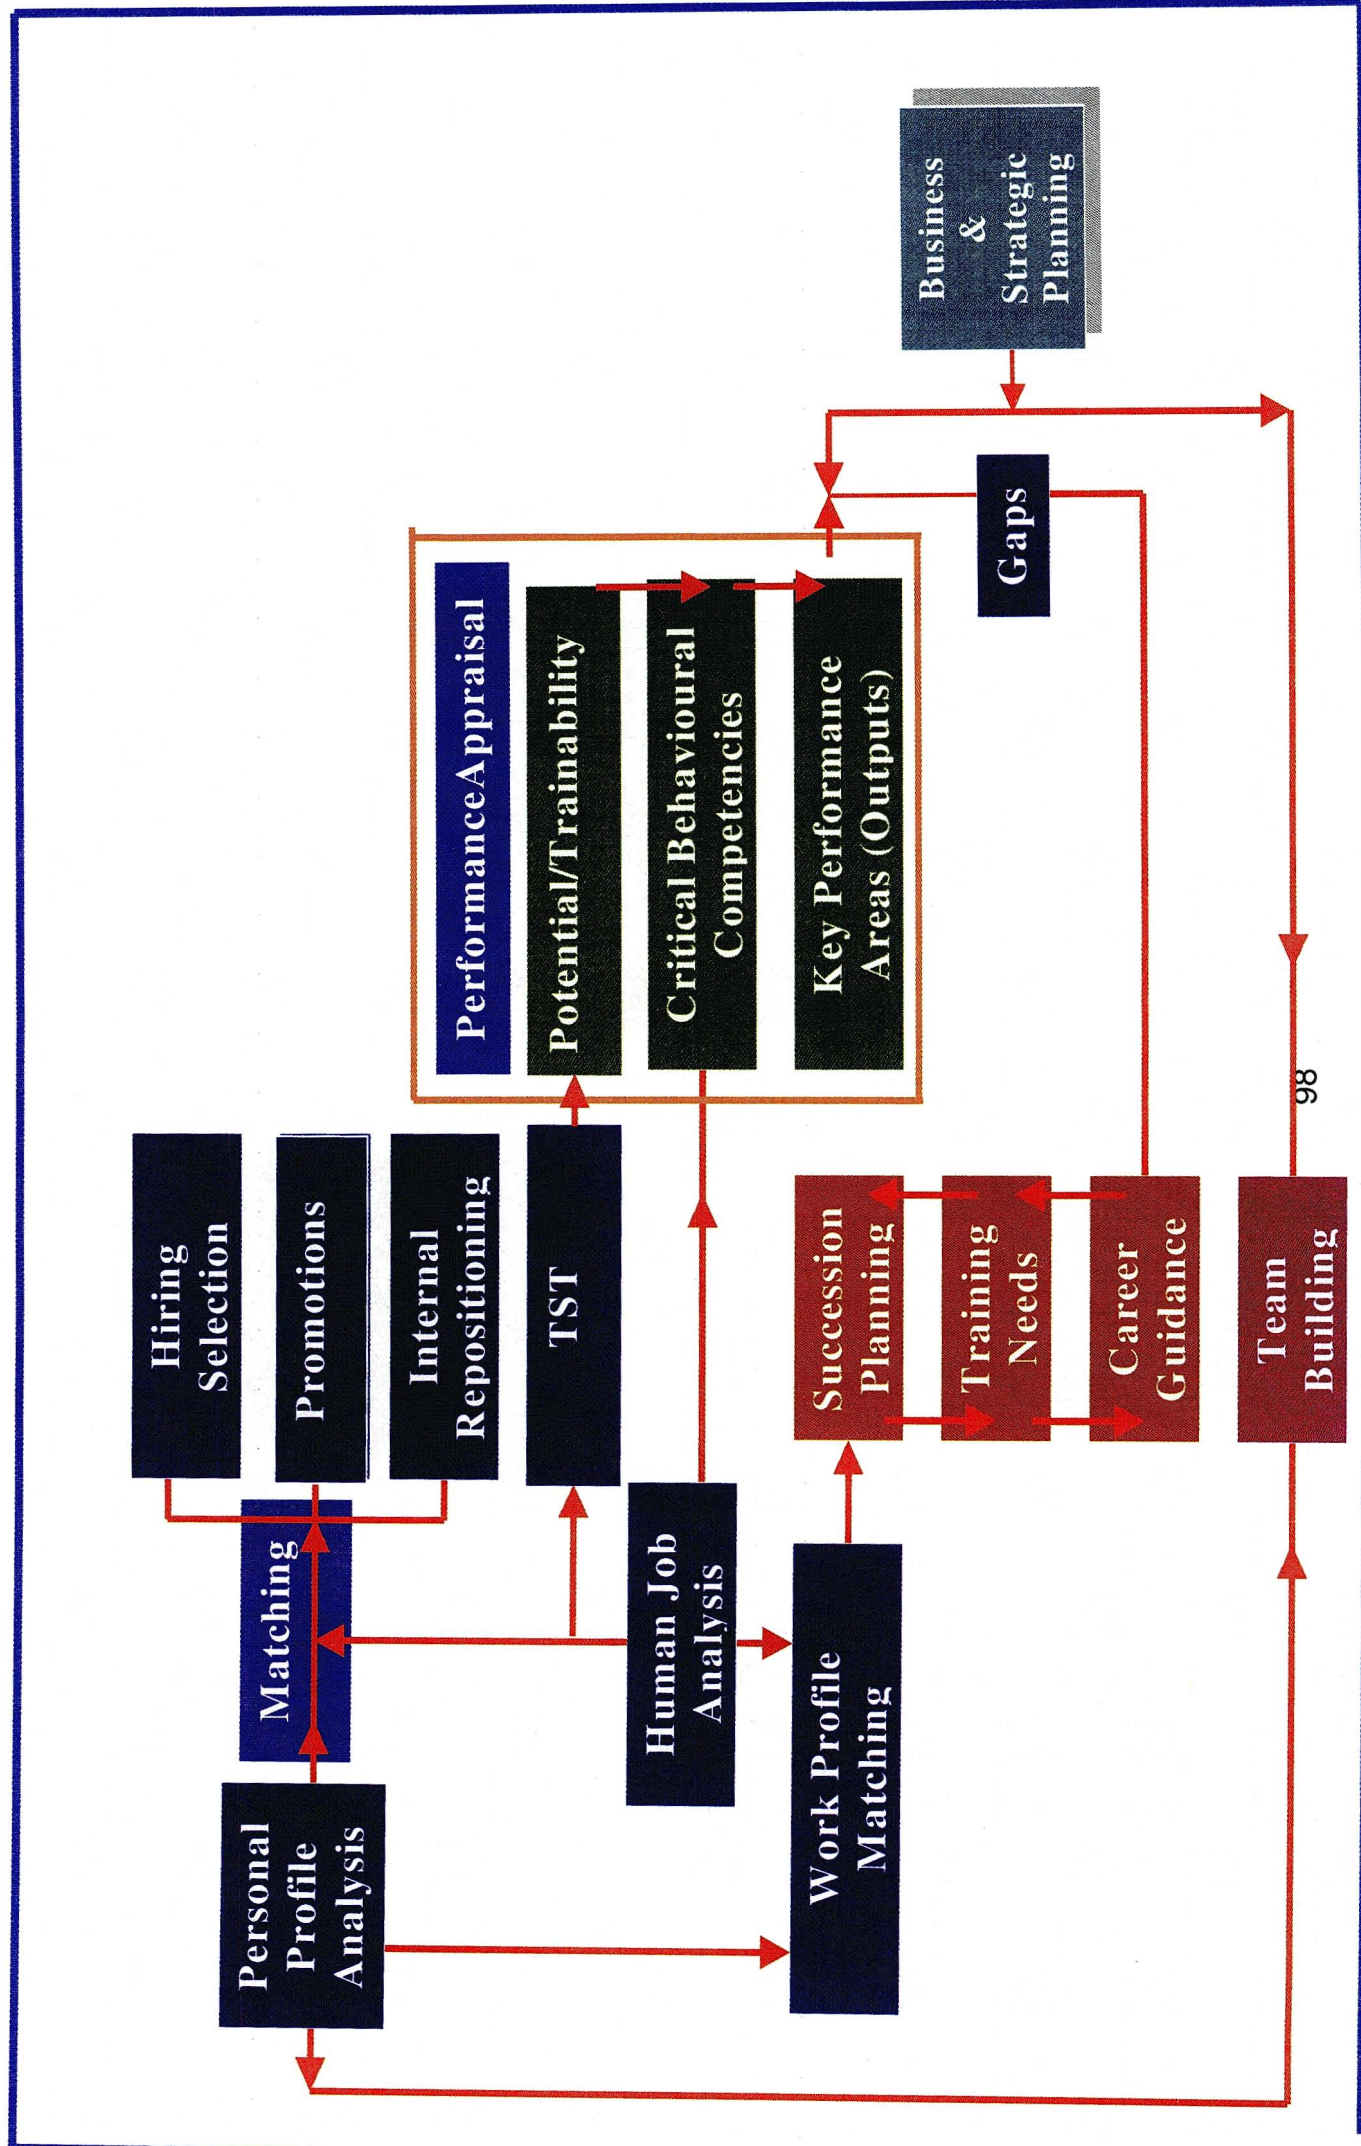 Hiring
Selection
Promotions
Internal
Repositioning
Matching
Personal
Profile
Analysis
TST
Human Job
Analysis
Work Profile
Matching
PerformanceAppraisal
Potential/Trainability
Critical Behavioural
Competencies
Key Performance
Areas (Outputs)
Succession
Planning
Training
Needs
Career
Guidance
Team
Building
Gaps
Business
&
Strategic
Planning
98